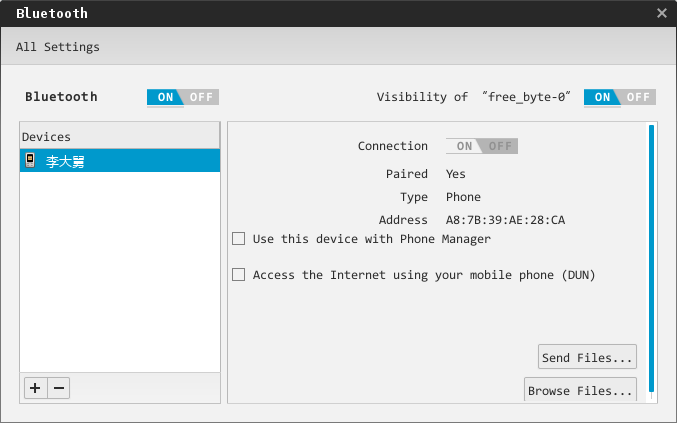 Bluetooth
All Settings
Bluetooth ON OFF Visibility of "free_byte-0" ON OFF
Devices
李大舅
Connection ON OFF
Paired Yes
Type Phone
Address A8:7B:39:AE:28:CA
Use this device with Phone Manager
Access the Internet using your mobile phone (DUN)
Send Files...
Browse Files...